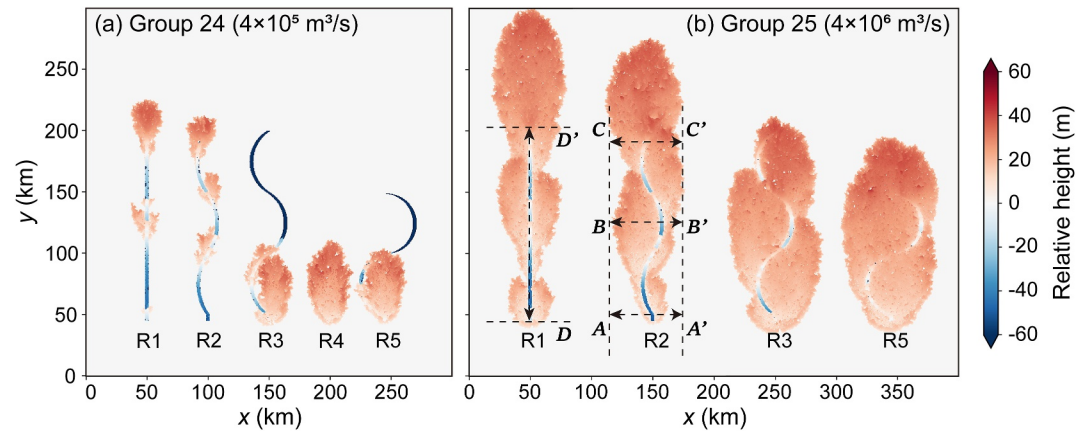 (a) Group 24 (4×10⁵ m³/s)
(b) Group 25 (4×10⁶ m³/s)
250
200
150
100
50
0
y (km)
R1
R2
R3
R4
R5
0
50
100
150
200
250
x (km)
D'
D
C
C'
B
B'
A
A'
R1
R2
R3
R5
0
50
100
150
200
250
300
350
x (km)
60
40
20
0
-20
-40
-60
Relative height (m)